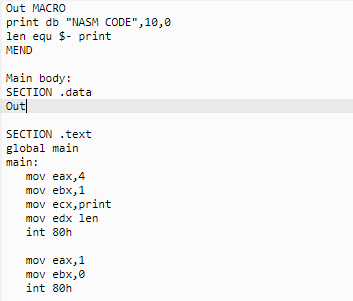 Out MACRO
print db "NASM CODE",10,0
len equ $- print
MEND
Main body:
SECTION .data
Out
SECTION .text
global main
main:
mov eax,4
mov ebx,1
mov ecx,print
mov edx len
int 80h
mov eax,1
mov ebx,0
int 80h